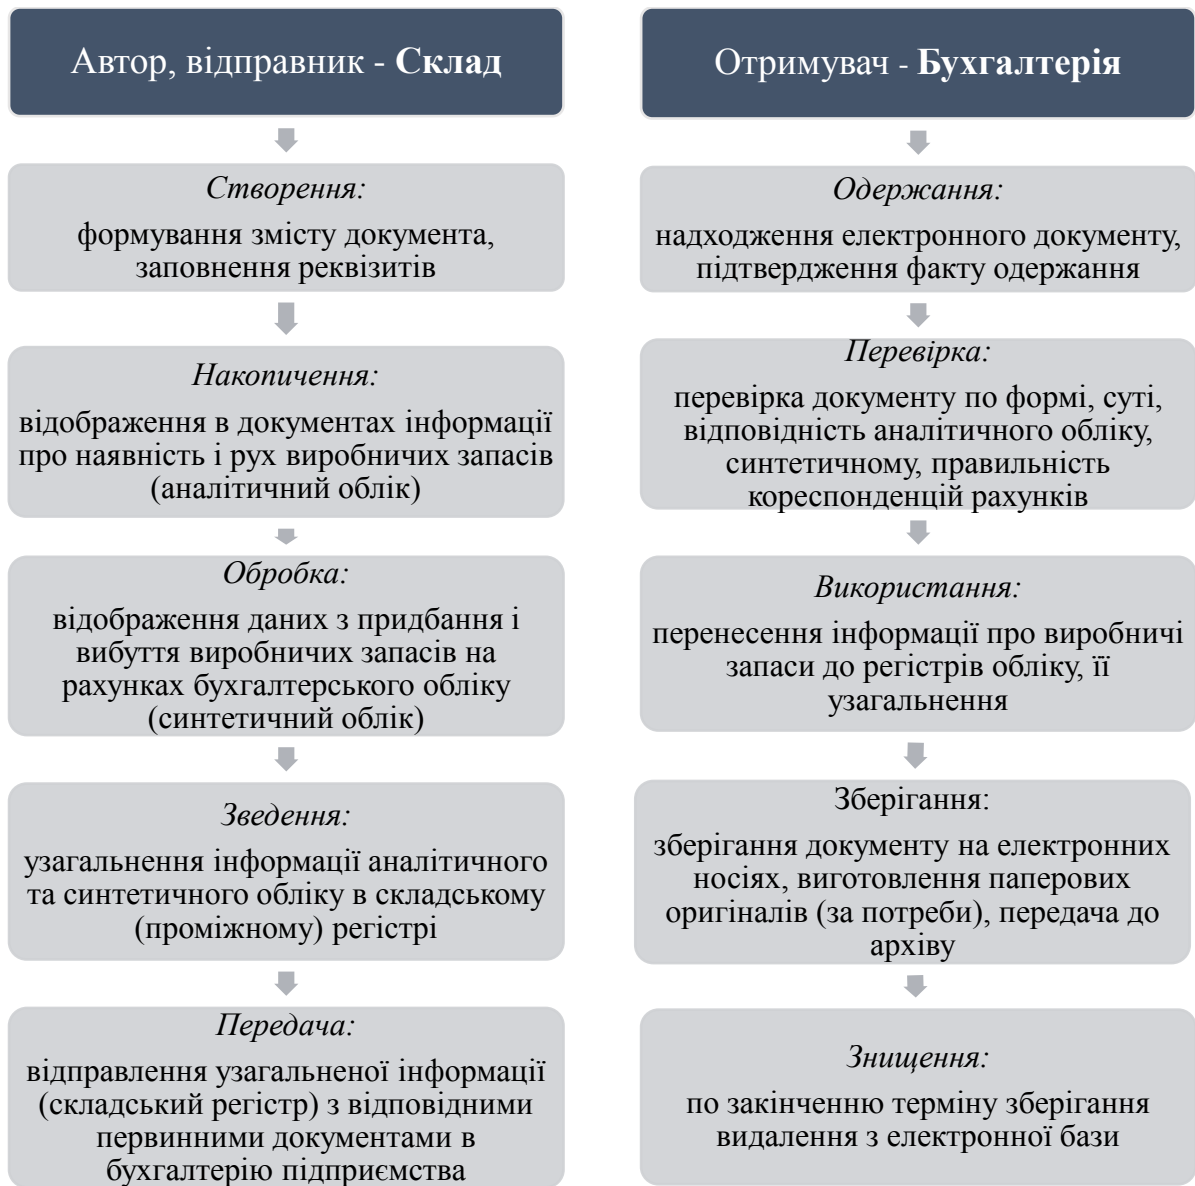 Автор, відправник - Склад
Створення:
формування змісту документа,
заповнення реквізитів
Накопичення:
відображення в документах інформації
про наявність і рух виробничих запасів
(аналітичний облік)
Обробка:
відображення даних з придбання і
вибуття виробничих запасів на
рахунках бухгалтерського обліку
(синтетичний облік)
Зведення:
узагальнення інформації аналітичного
та синтетичного обліку в складському
(проміжному) регістрі
Передача:
відправлення узагальненої інформації
(складський регістр) з відповідними
первинними документами в
бухгалтерію підприємства
Отримувач - Бухгалтерія
Одержання:
надходження електронного документу,
підтвердження факту одержання
Перевірка:
перевірка документу по формі, суті,
відповідність аналітичного обліку,
синтетичному, правильність
кореспонденцій рахунків
Використання:
перенесення інформації про виробничі
запаси до регістрів обліку, її
узагальнення
Зберігання:
зберігання документу на електронних
носіях, виготовлення паперових
оригіналів (за потреби), передача до
архіву
Знищення:
по закінченню терміну зберігання
видалення з електронної бази